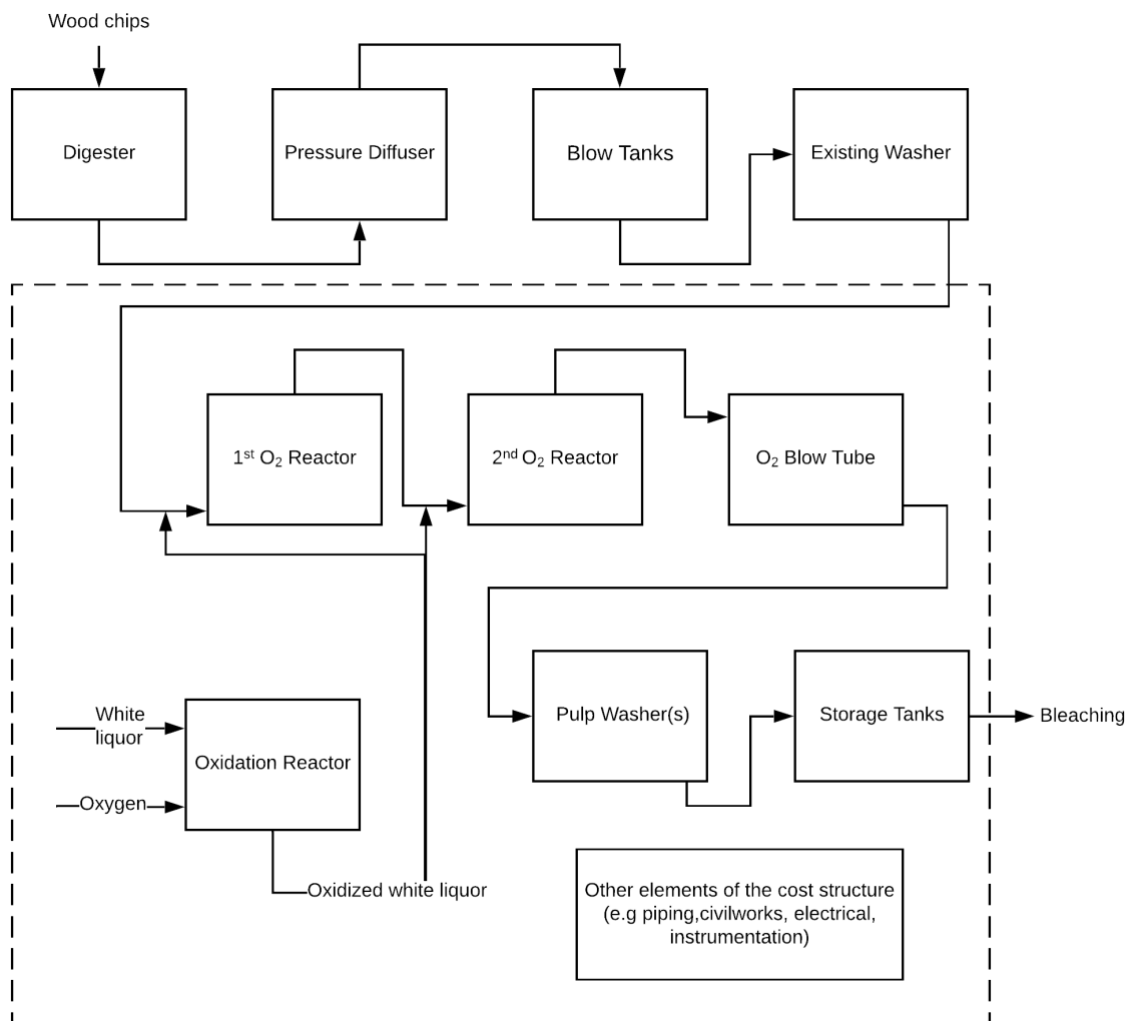 Wood chips
Digester
Pressure Diffuser
Blow Tanks
Existing Washer
1st O2 Reactor
2nd O2 Reactor
O2 Blow Tube
White
liquor
Oxygen
Oxidation Reactor
Oxidized white liquor
Pulp Washer(s)
Storage Tanks
Bleaching
Other elements of the cost structure
(e.g piping,civilworks, electrical,
instrumentation)